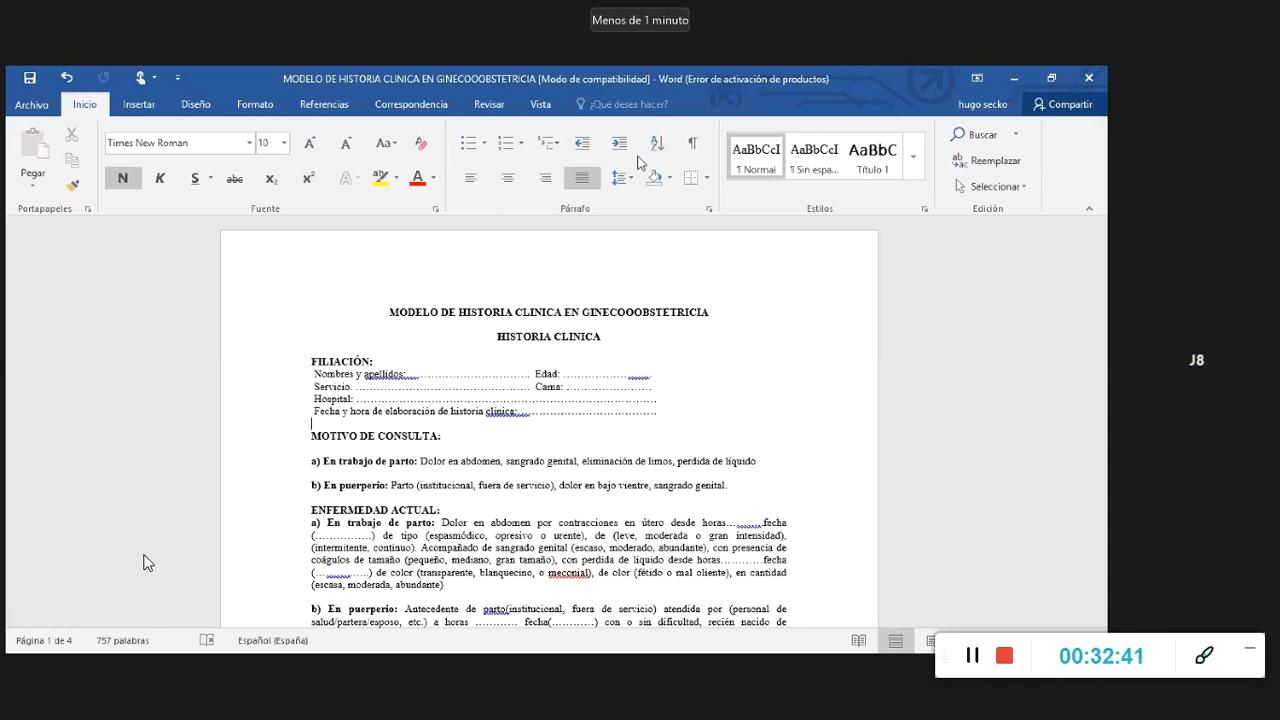 Menos de 1 minuto
MODELO DE HISTORIA CLINICA EN GINECOOOBSTETRICIA [Modo de compatibilidad] - Word (Error de activación de productos)
Archivo Inicio Insertar Diseño Formato Referencias Correspondencia Revisar Vista ¿Qué desea hacer? hugo secko Compartir
Pegar
Times New Roman 10 Aa
N K S abc X₂ X² A A
AaBbCcI AaBbCcI AaBbC
¶ Normal ¶ Sin espa... Título 1
Buscar
Reemplazar
Seleccionar
Portapapeles Fuente Párrafo Estilos Edición
MODELO DE HISTORIA CLINICA EN GINECOOOBSTETRICIA
HISTORIA CLINICA
FILIACIÓN:
Nombres y apellidos:……………………………… Edad: ……………………
Servicio. ………………………………………… Cama: ……………………
Hospital: ……………………………………………………………………
Fecha y hora de elaboración de historia clínica:……………………………
MOTIVO DE CONSULTA:
a) En trabajo de parto: Dolor en abdomen, sangrado genital, eliminación de limos, perdida de líquido
b) En puerperio: Parto (institucional, fuera de servicio), dolor en bajo vientre, sangrado genital.
ENFERMEDAD ACTUAL:
a) En trabajo de parto: Dolor en abdomen por contracciones en útero desde horas………fecha
(……………) de tipo (espasmódico, opresivo o urente), de (leve, moderada o gran intensidad),
(intermitente, continuo). Acompañado de sangrado genital (escaso, moderado, abundante), con presencia de
coágulos de tamaño (pequeño, mediano, gran tamaño), con perdida de líquido desde horas…………fecha
(……………) de color (transparente, blanquecino, o meconial), de olor (fétido o mal oliente), en cantidad
(escasa, moderada, abundante)
b) En puerperio: Antecedente de parto(institucional, fuera de servicio) atendida por (personal de
salud/partera/esposo, etc.) a horas ………… fecha(…………) con o sin dificultad, recién nacido de
Página 1 de 4 757 palabras Español (España)
00:32:41
J8